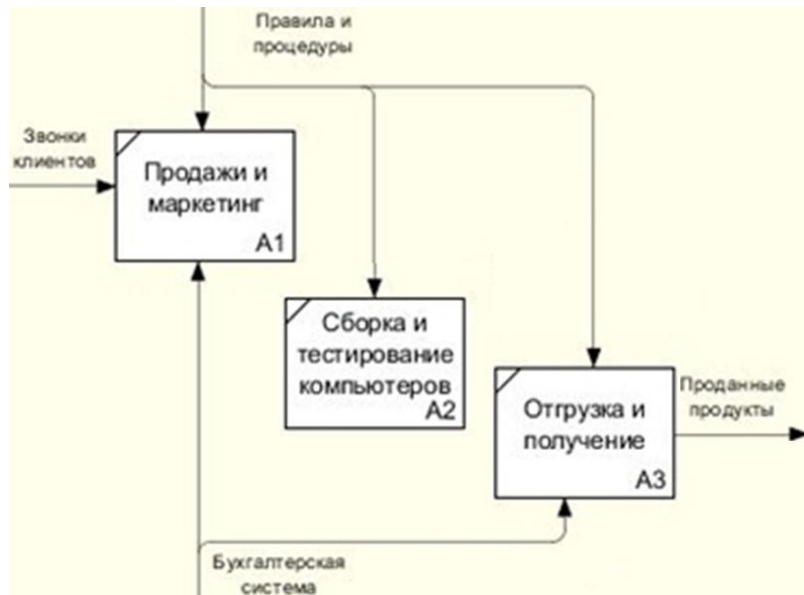 Правила и
процедуры
Звонки
клиентов
Продажи и
маркетинг
A1
Сборка и
тестирование
компьютеров
A2
Отгрузка и
получение
A3
Проданные
продукты
Бухгалтерская
система